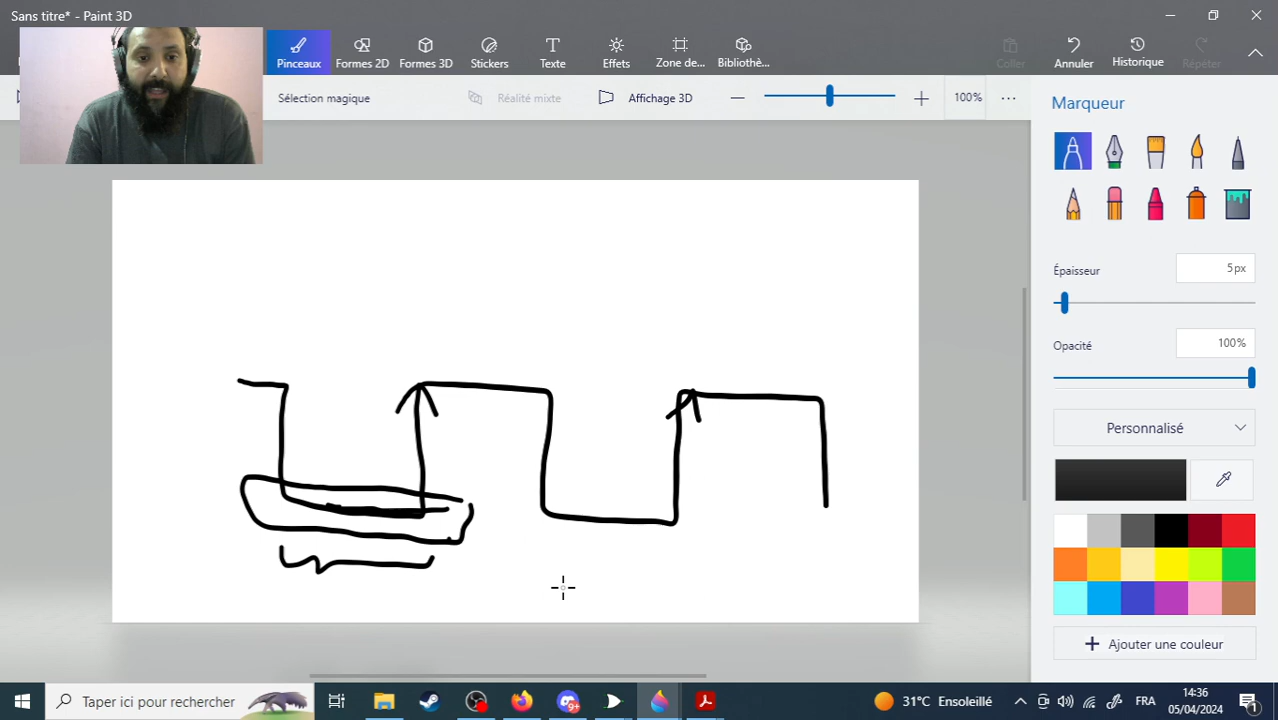 Sans titre* - Paint 3D
Pinceaux
Formes 2D
Formes 3D
Stickers
Texte
Effets
Zone de...
Bibliothè...
Coller
Annuler
Historique
Répéter
Sélection magique
Réalité mixte
Affichage 3D
100%
Marqueur
Épaisseur
5px
Opacité
100%
Personnalisé
Ajouter une couleur
Taper ici pour rechercher
9+
31°C Ensoleillé
FRA
14:36
05/04/2024
1